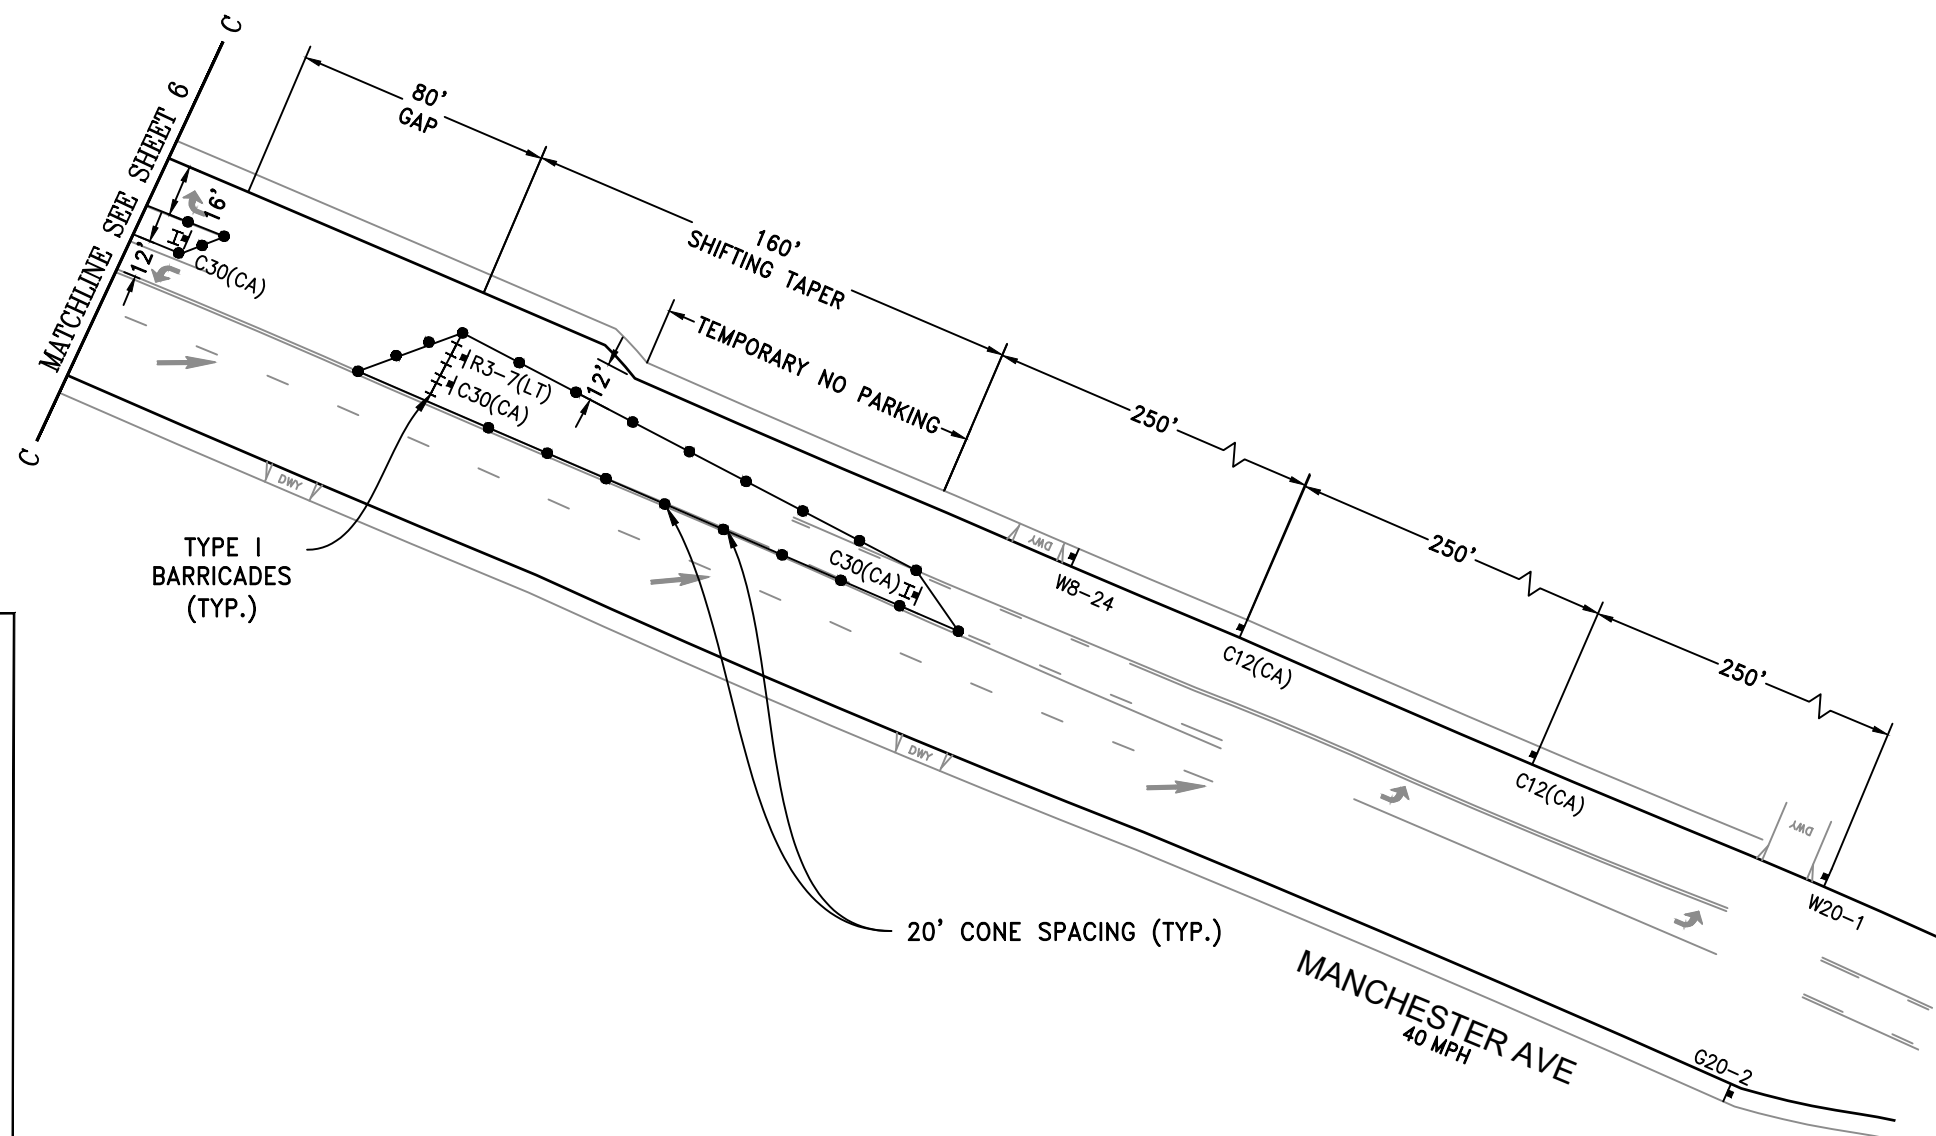 C
MATCHLINE SEE SHEET 6
C
80'
GAP
16'
12'
C30(CA)
160'
SHIFTING TAPER
TEMPORARY NO PARKING
12'
R3-7(LT)
C30(CA)
250'
250'
250'
DWY
DWY
C30(CA)
W8-24
C12(CA)
C12(CA)
DWY
W20-1
TYPE I
BARRICADES
(TYP.)
DWY
20' CONE SPACING (TYP.)
MANCHESTER AVE
40 MPH
G20-2